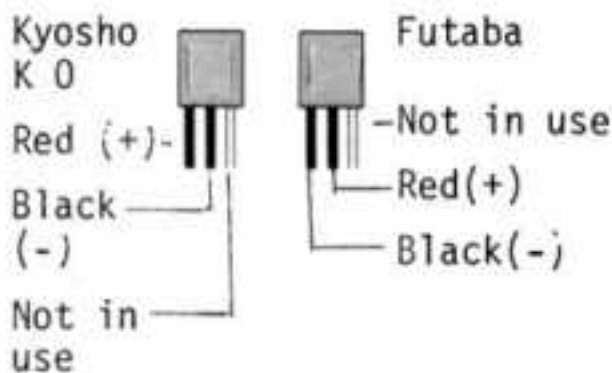 Kyosho
K O
Red (+)-
Black
(-)
Not in
use
Futaba
-Not in use
Red(+)
Black(-)